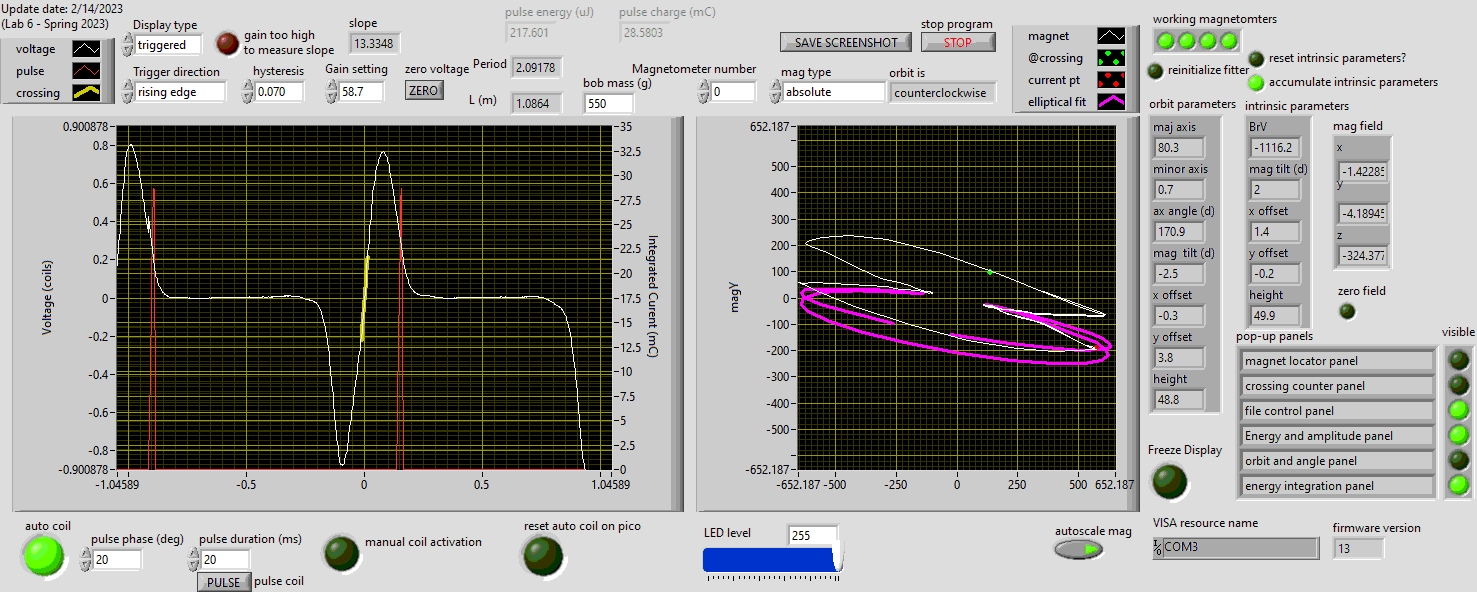 Update date: 2/14/2023
(Lab 6 - Spring 2023)
voltage
pulse
crossing
Display type
triggered
gain too high
to measure slope
slope
13.3348
pulse energy (uJ)
217.601
pulse charge (mC)
28.5803
Trigger direction
rising edge
hysteresis
0.070
Gain setting
58.7
zero voltage
ZERO
Period
2.09178
L (m)
1.0864
bob mass (g)
550
SAVE SCREENSHOT
stop program
STOP
Magnetometer number
0
mag type
absolute
orbit is
counterclockwise
magnet
@crossing
current pt
elliptical fit
working magnetomters
reinitialize fitter
reset intrinsic parameters?
accumulate intrinsic parameters
orbit parameters
maj axis
80.3
minor axis
0.7
ax angle (d)
170.9
mag tilt (d)
-2.5
x offset
-0.3
y offset
3.8
height
48.8
intrinsic parameters
BrV
-1116.2
mag tilt (d)
2
x offset
1.4
y offset
-0.2
height
49.9
mag field
x
-1.42285
y
-4.18945
z
-324.377
zero field
Voltage (coils)
0.900878
0.8
0.6
0.4
0.2
0
-0.2
-0.4
-0.6
-0.8
-0.900878
-1.04589
-0.5
0
0.5
1.04589
35
32.5
30
27.5
25
22.5
20
17.5
15
12.5
10
7.5
5
2.5
0
Integrated Current (mC)
magY
652.187
500
400
300
200
100
0
-100
-200
-300
-400
-500
-652.187
-652.187
-500
-250
0
250
500
652.187
pop-up panels
visible
magnet locator panel
crossing counter panel
file control panel
Energy and amplitude panel
orbit and angle panel
energy integration panel
Freeze Display
auto coil
pulse phase (deg)
20
pulse duration (ms)
20
PULSE
pulse coil
manual coil activation
reset auto coil on pico
LED level
255
autoscale mag
VISA resource name
COM3
firmware version
13